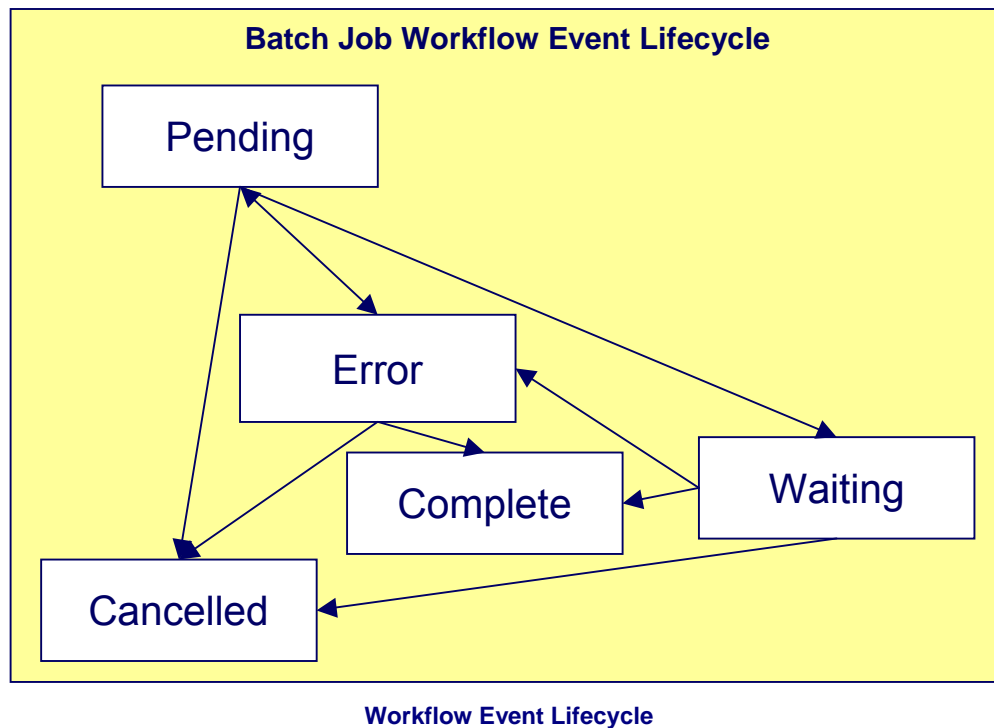 Batch Job Workflow Event Lifecycle
Pending
Error
Complete
Waiting
Cancelled
Workflow Event Lifecycle